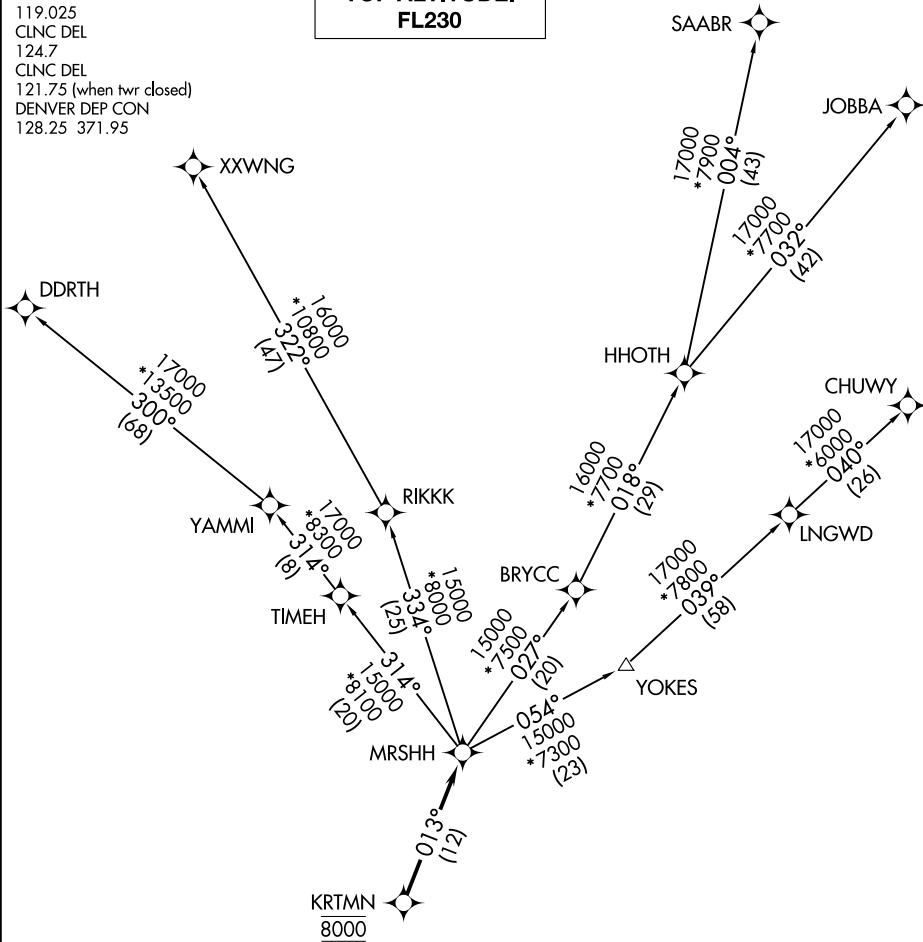 119.025
CLNC DEL
124.7
CLNC DEL
121.75 (when twr closed)
DENVER DEP CON
128.25 371.95
TOP ALTITUDE:
FL230
SAABR
JOBBA
17000
*7900
004°
(43)
17000
*7700
032°
(42)
XXWNG
DDRTH
16000
*10800
322°
(47)
17000
*13500
300°
(68)
HHOTH
CHUWY
17000
*6000
040°
(26)
16000
*7700
018°
(29)
RIKKK
YAMMI
17000
*8300
314°
(8)
LNGWD
BRYCC
17000
*7800
039°
(58)
TIMEH
15000
*8000
334°
(25)
15000
*7500
027°
(20)
YOKES
314°
15000
*8100
(20)
054°
15000
*7300
(23)
MRSHH
013°
(12)
KRTMN
8000